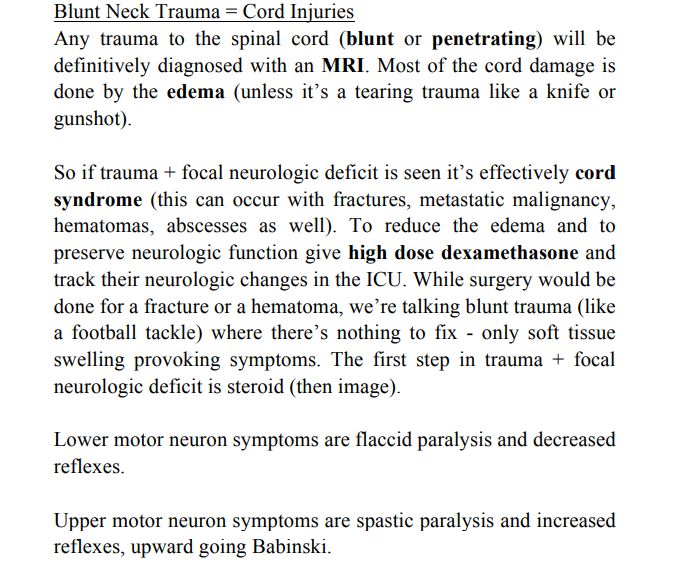 Blunt Neck Trauma = Cord Injuries
Any trauma to the spinal cord (blunt or penetrating) will be
definitively diagnosed with an MRI. Most of the cord damage is
done by the edema (unless it's a tearing trauma like a knife or
gunshot).
So if trauma + focal neurologic deficit is seen it's effectively cord
syndrome (this can occur with fractures, metastatic malignancy,
hematomas, abscesses as well). To reduce the edema and to
preserve neurologic function give high dose dexamethasone and
track their neurologic changes in the ICU. While surgery would be
done for a fracture or a hematoma, we're talking blunt trauma (like
a football tackle) where there's nothing to fix - only soft tissue
swelling provoking symptoms. The first step in trauma + focal
neurologic deficit is steroid (then image).
Lower motor neuron symptoms are flaccid paralysis and decreased
reflexes.
Upper motor neuron symptoms are spastic paralysis and increased
reflexes, upward going Babinski.